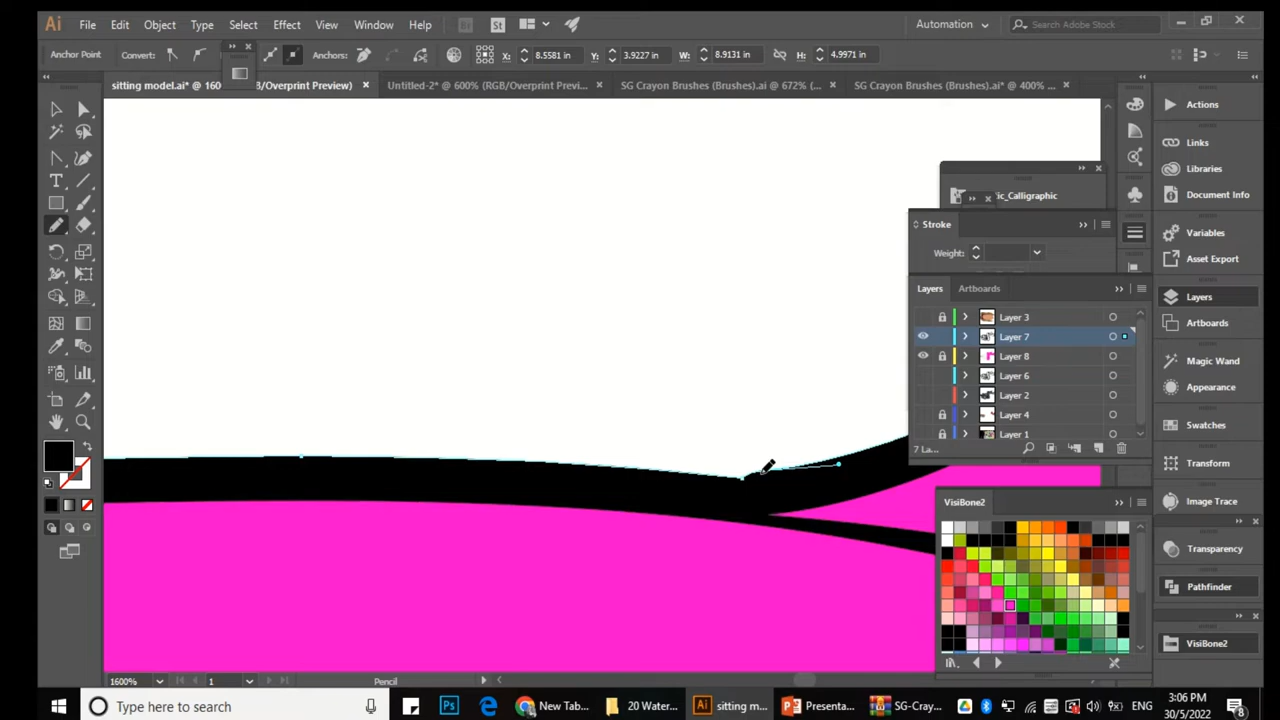 Ai File Edit Object Type Select Effect View Window Help Br St Automation Search Adobe Stock
Anchor Point Convert: Anchors: X: 8.5581 in Y: 3.9227 in W: 8.9131 in H: 4.9971 in
sitting model.ai* @ 160 B/Overprint Preview) Untitled-2* @ 600% (RGB/Overprint Previ... SG Crayon Brushes (Brushes).ai @ 672% (... SG Crayon Brushes (Brushes).ai* @ 400% ...
Actions
Links
Libraries
ic_Calligraphic
Document Info
Stroke
Variables
Weight:
Asset Export
Layers Artboards
Layers
Layer 3
Artboards
Layer 7
Layer 8
Magic Wand
Layer 6
Appearance
Layer 2
Layer 4
Swatches
Layer 1
7 La...
Transform
VisiBone2
Image Trace
Transparency
Pathfinder
VisiBone2
1600% 1 Pencil
Type here to search
Ps
New Tab...
20 Water...
Ai sitting m...
Presenta...
SG-Cray...
ENG
3:06 PM
30/5/2022
8